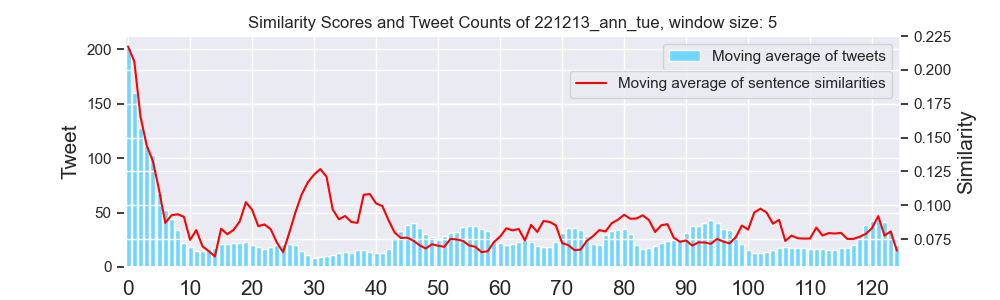 Similarity Scores and Tweet Counts of 221213_ann_tue, window size: 5
Moving average of tweets
Moving average of sentence similarities
Tweet
200
150
100
50
0
0.225
0.200
0.175
0.150
0.125
0.100
0.075
Similarity
0 10 20 30 40 50 60 70 80 90 100 110 120